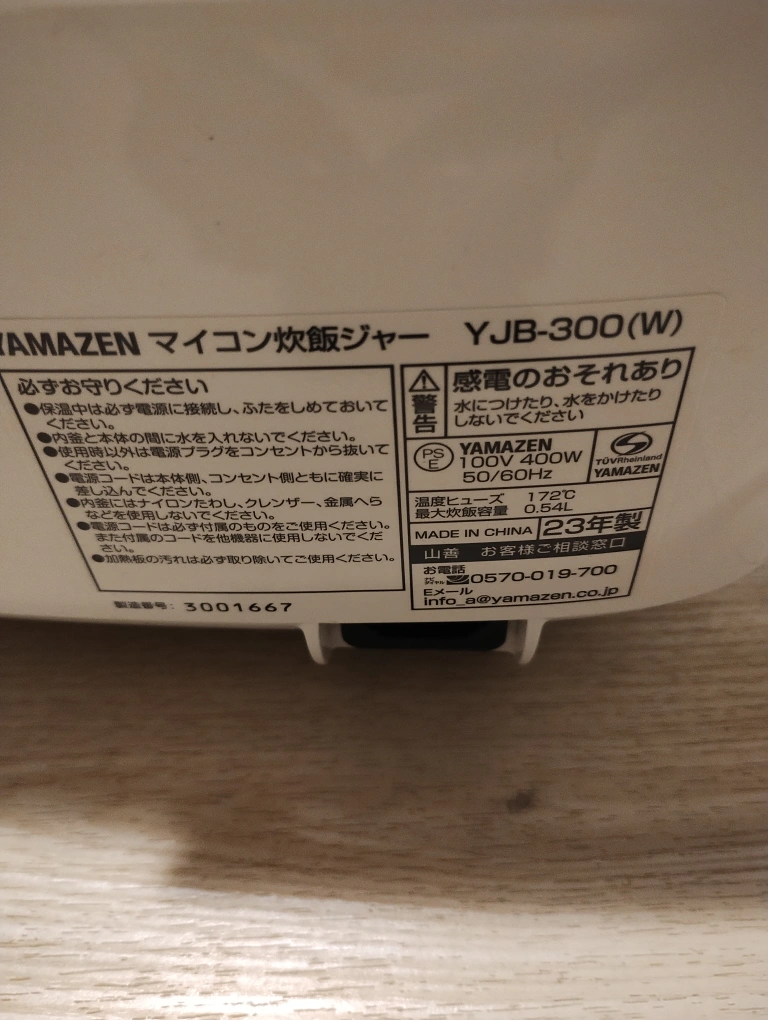 YAMAZEN マイコン炊飯ジャー YJB-300(W)
必ずお守りください
●保温中は必ず電源に接続し、ふたをしめておいて
ください。
●内釜と本体の間に水を入れないでください。
●使用時以外は電源プラグをコンセントから抜いて
ください。
●電源コードは本体側、コンセント側ともに確実に
差し込んでください。
●内釜にはナイロンたわし、クレンザー、金属へら
などを使用しないでください。
●電源コードは必ず付属のものをご使用ください。
また付属のコードを他機器に使用しないでくだ
さい。
●加熱板の汚れは必ず取り除いてご使用ください。
製造番号: 3001667
警告
感電のおそれあり
水につけたり、水をかけたり
しないでください
PS
E
YAMAZEN
100V 400W
50/60Hz
TÜVRheinland
YAMAZEN
温度ヒューズ 172℃
最大炊飯容量 0.54L
MADE IN CHINA 23年製
山善 お客様ご相談窓口
お電話
ナビダイヤル 0570-019-700
Eメール
info_a@yamazen.co.jp